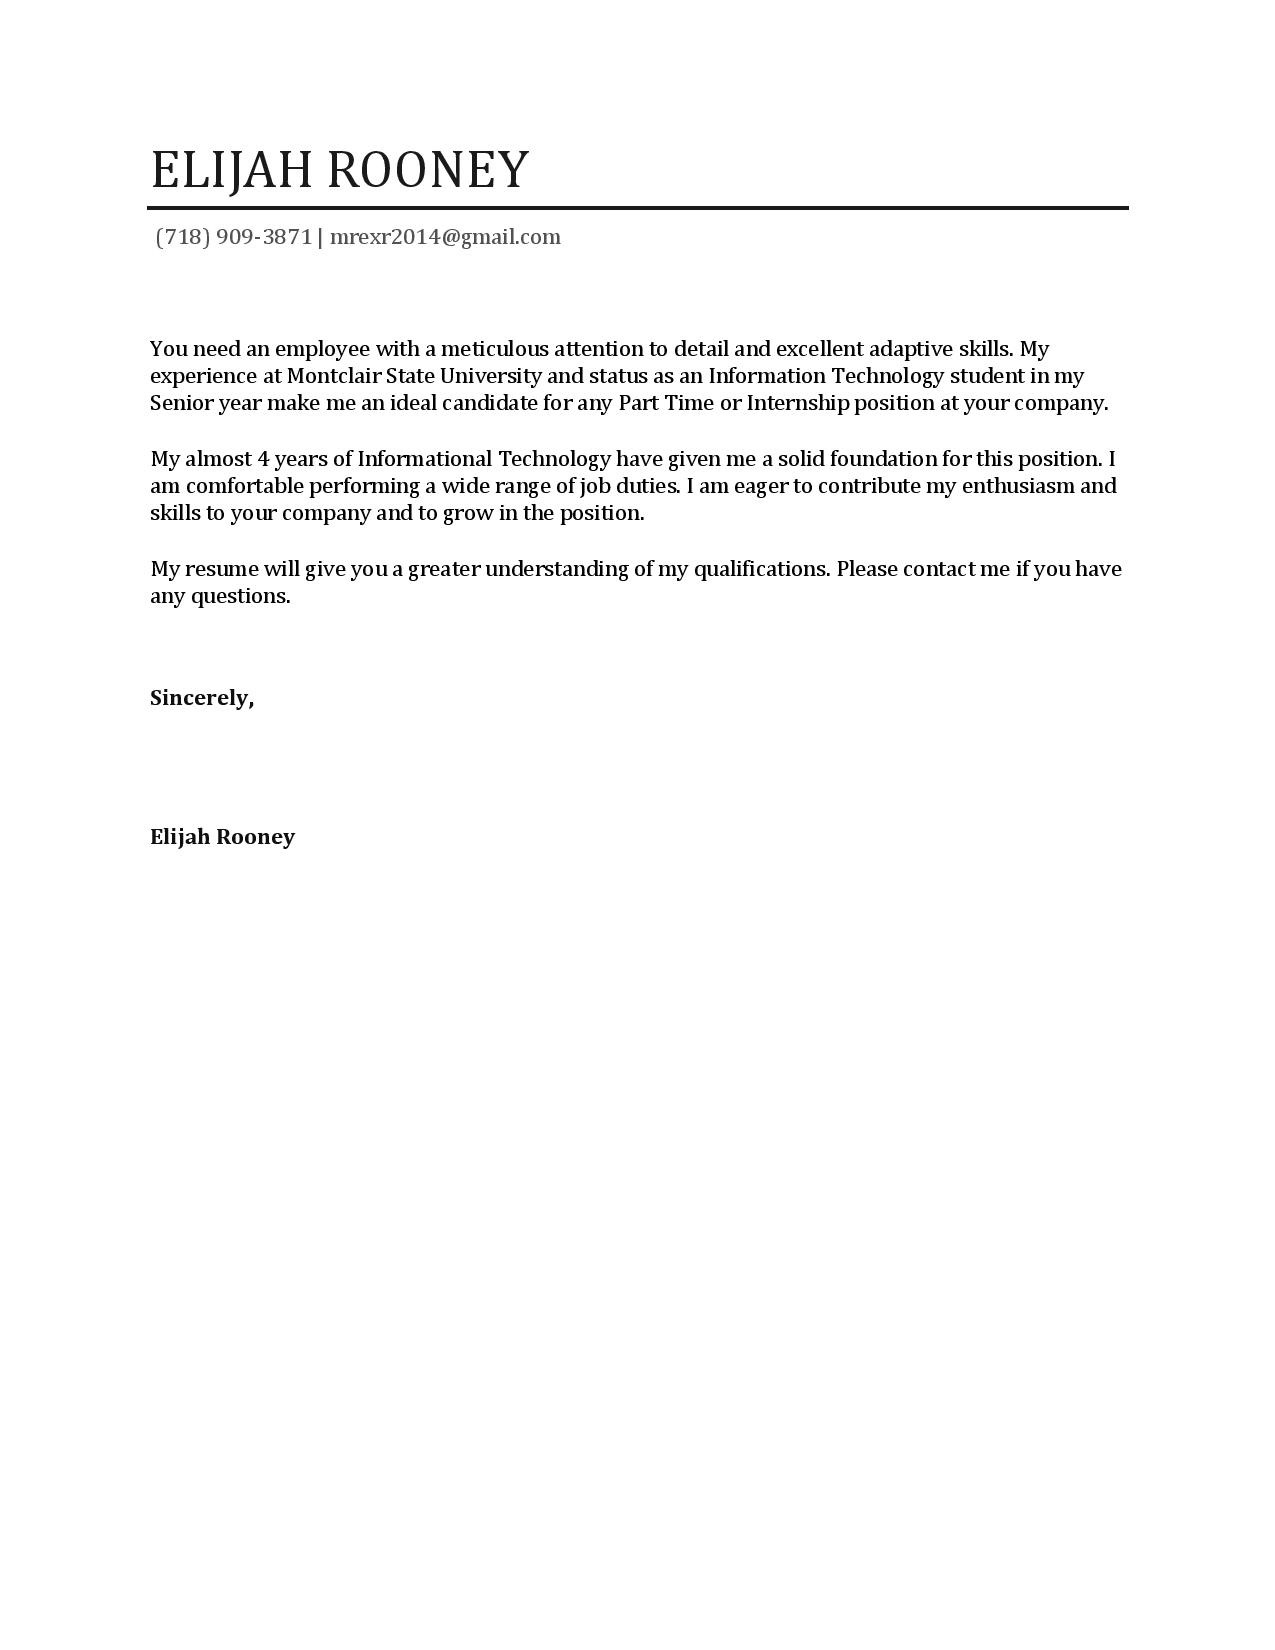 ELIJAH ROONEY
(718) 909-3871 | mrexr2014@gmail.com
You need an employee with a meticulous attention to detail and excellent adaptive skills. My
experience at Montclair State University and status as an Information Technology student in my
Senior year make me an ideal candidate for any Part Time or Internship position at your company.
My almost 4 years of Informational Technology have given me a solid foundation for this position. I
am comfortable performing a wide range of job duties. I am eager to contribute my enthusiasm and
skills to your company and to grow in the position.
My resume will give you a greater understanding of my qualifications. Please contact me if you have
any questions.
Sincerely,
Elijah Rooney